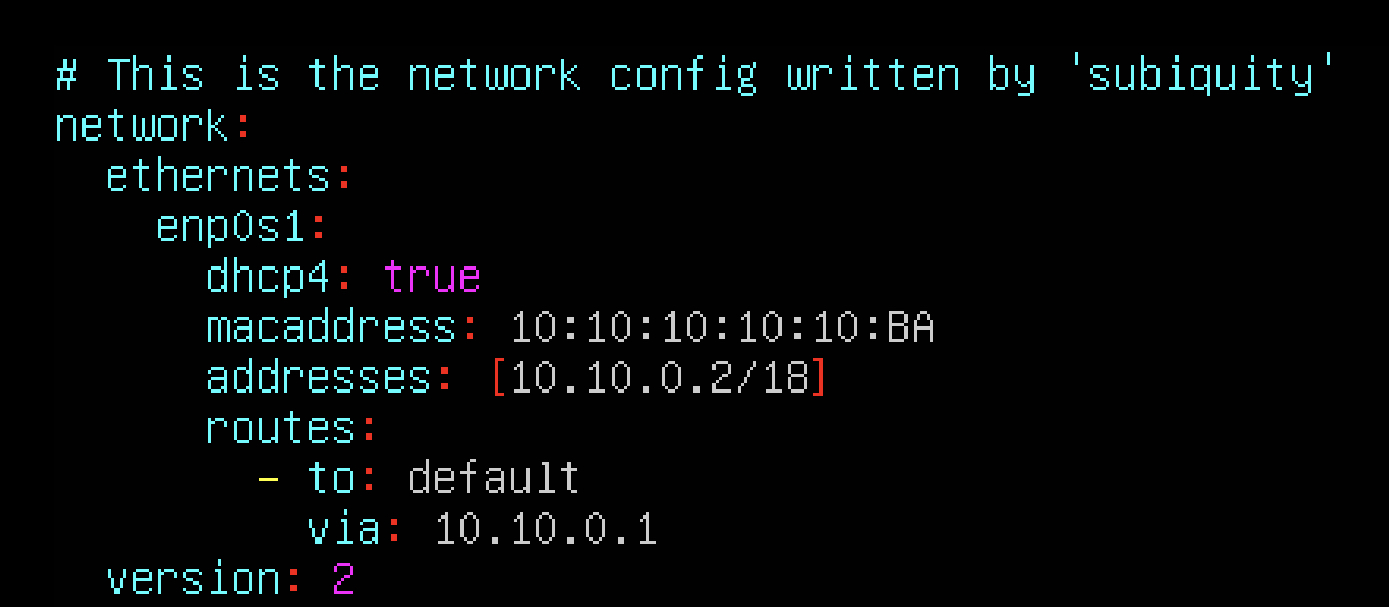 # This is the network config written by 'subiquity'
network:
  ethernets:
    enp0s1:
      dhcp4: true
      macaddress: 10:10:10:10:10:BA
      addresses: [10.10.0.2/18]
      routes:
        - to: default
          via: 10.10.0.1
  version: 2